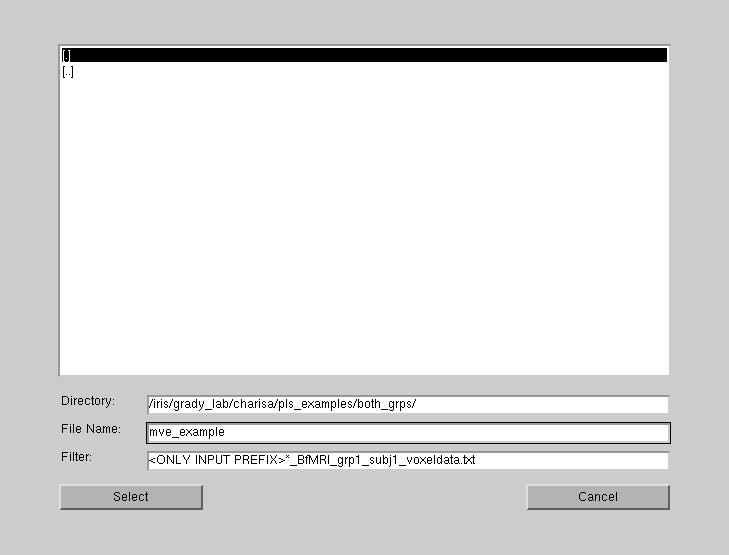 [.]
[..]
Directory: /iris/grady_lab/charisa/pls_examples/both_grps/
File Name: mve_example
Filter: <ONLY INPUT PREFIX>*_BfMRI_grp1_subj1_voxeldata.txt
Select Cancel